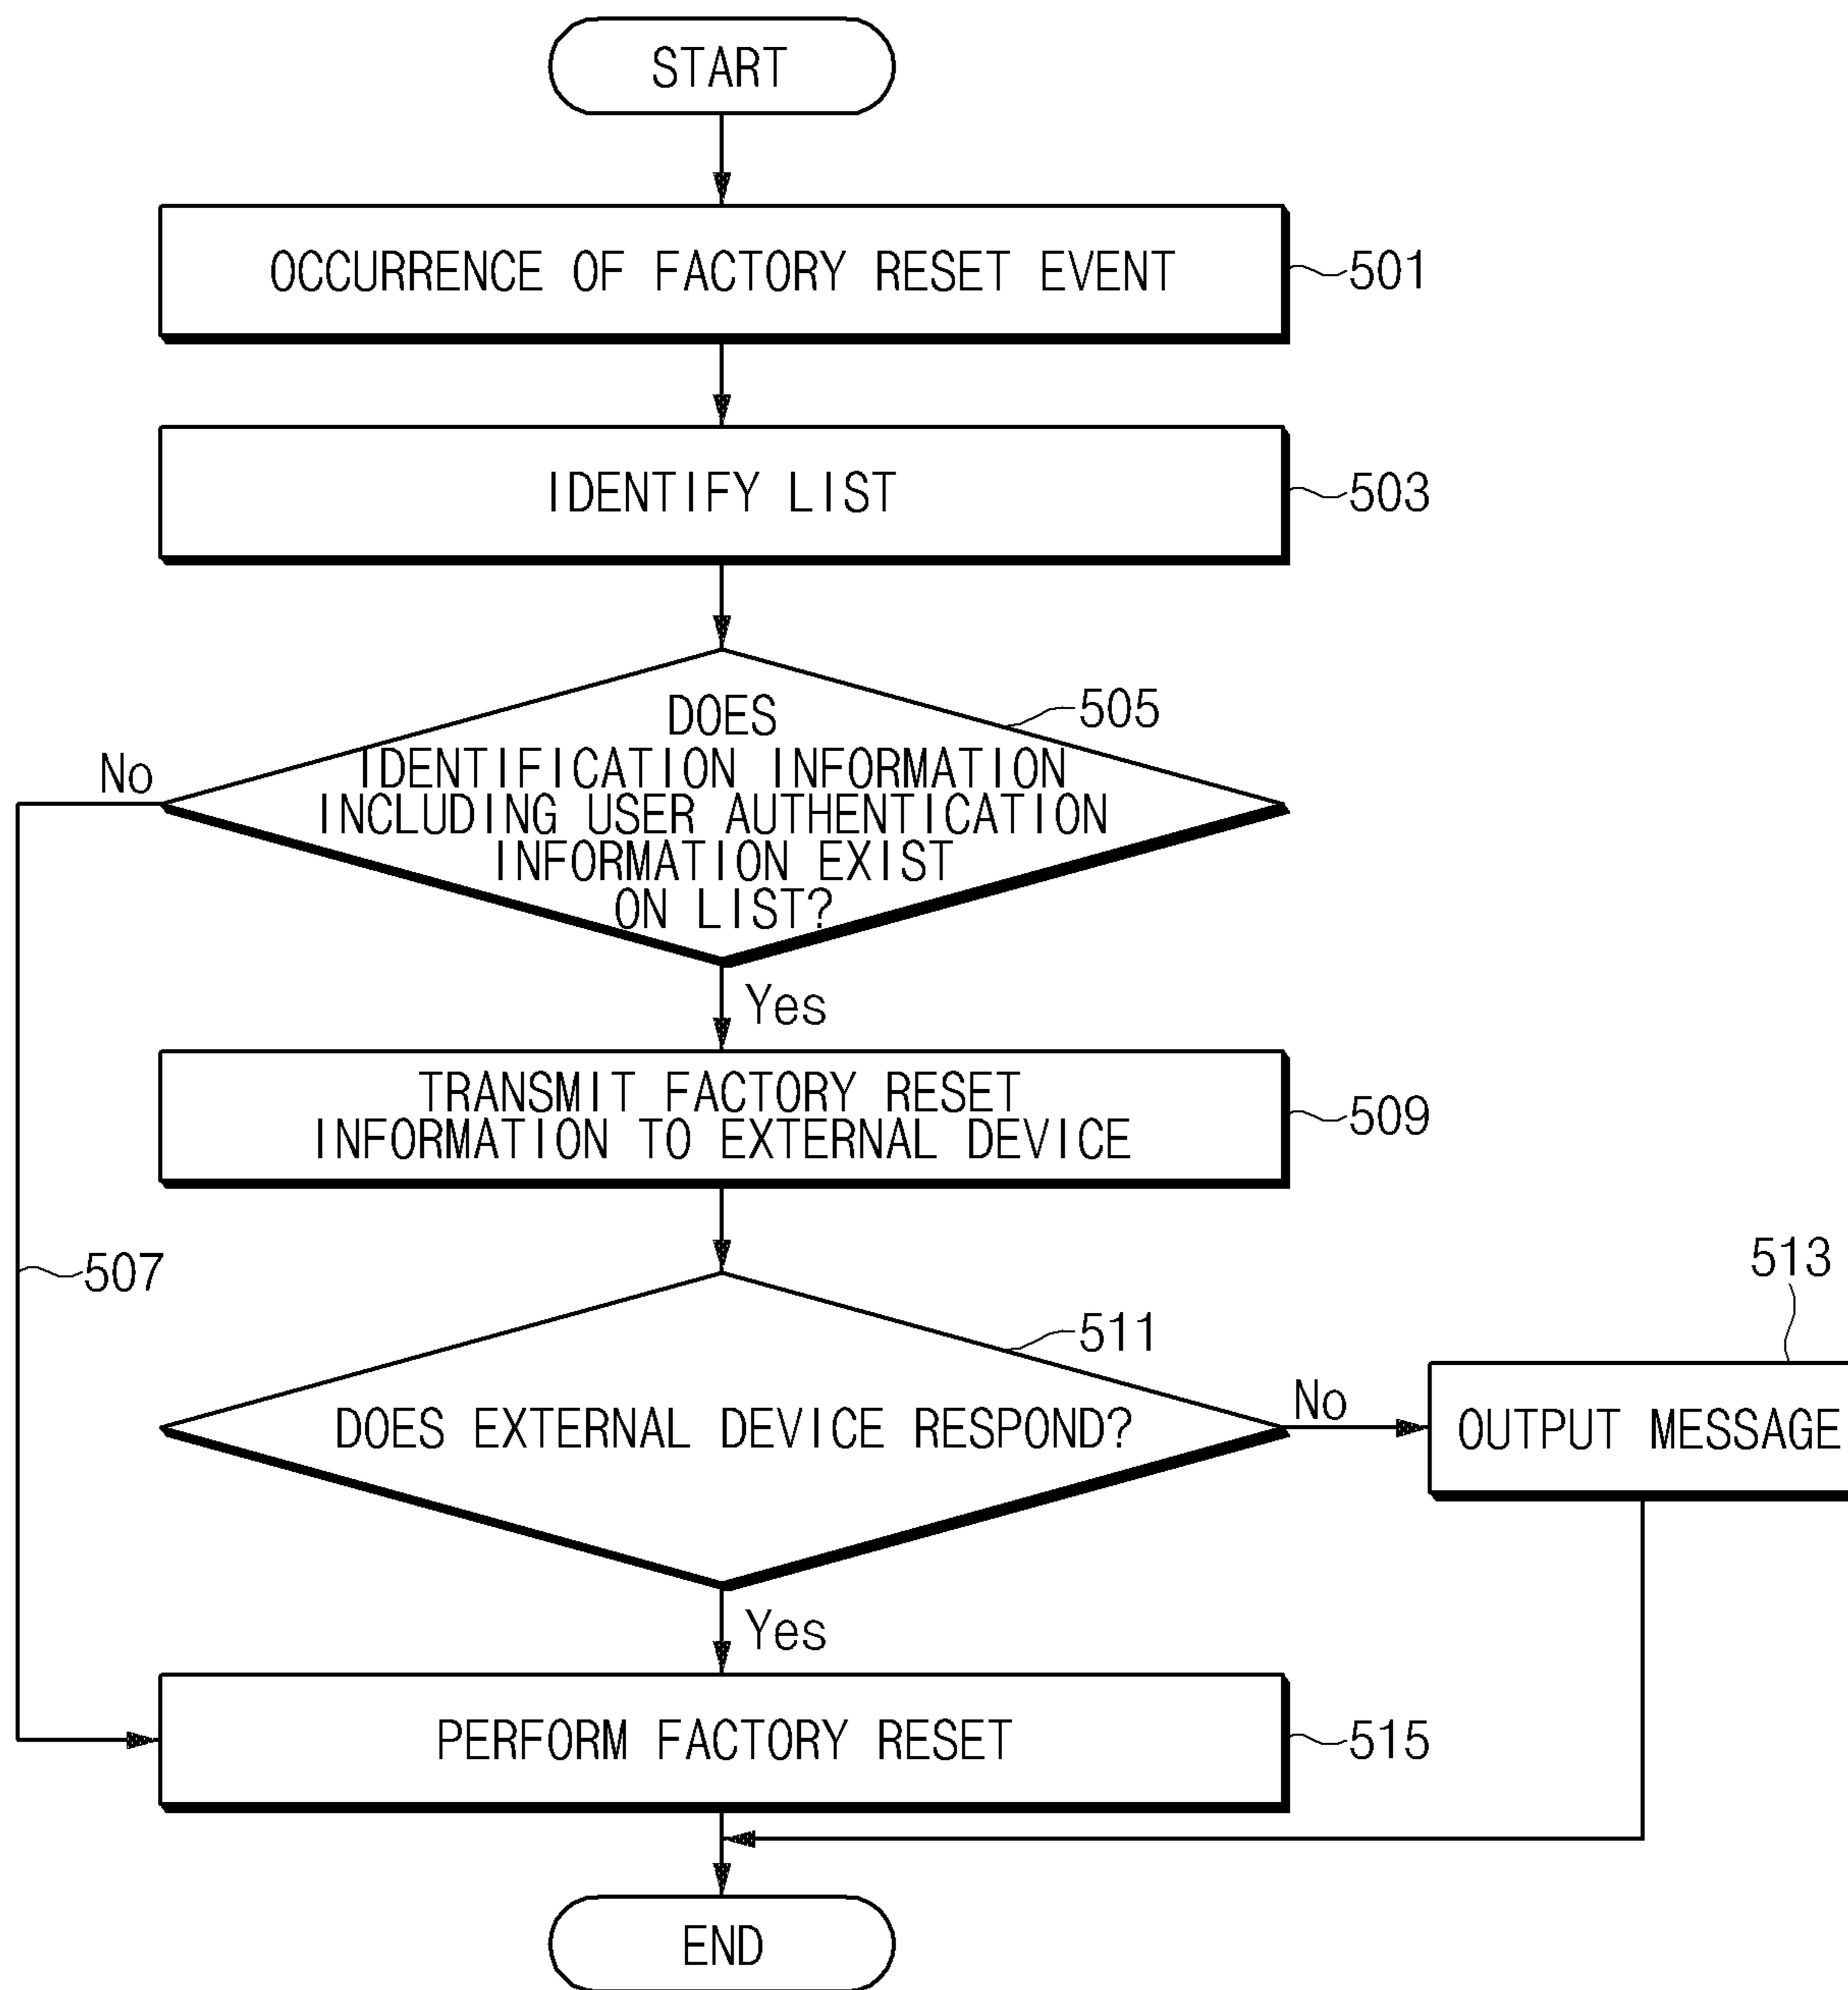 START
OCCURRENCE OF FACTORY RESET EVENT
501
IDENTIFY LIST
503
DOES
IDENTIFICATION INFORMATION
INCLUDING USER AUTHENTICATION
INFORMATION EXIST
ON LIST?
505
No
Yes
TRANSMIT FACTORY RESET
INFORMATION TO EXTERNAL DEVICE
509
507
DOES EXTERNAL DEVICE RESPOND?
511
No
513
OUTPUT MESSAGE
Yes
PERFORM FACTORY RESET
515
END